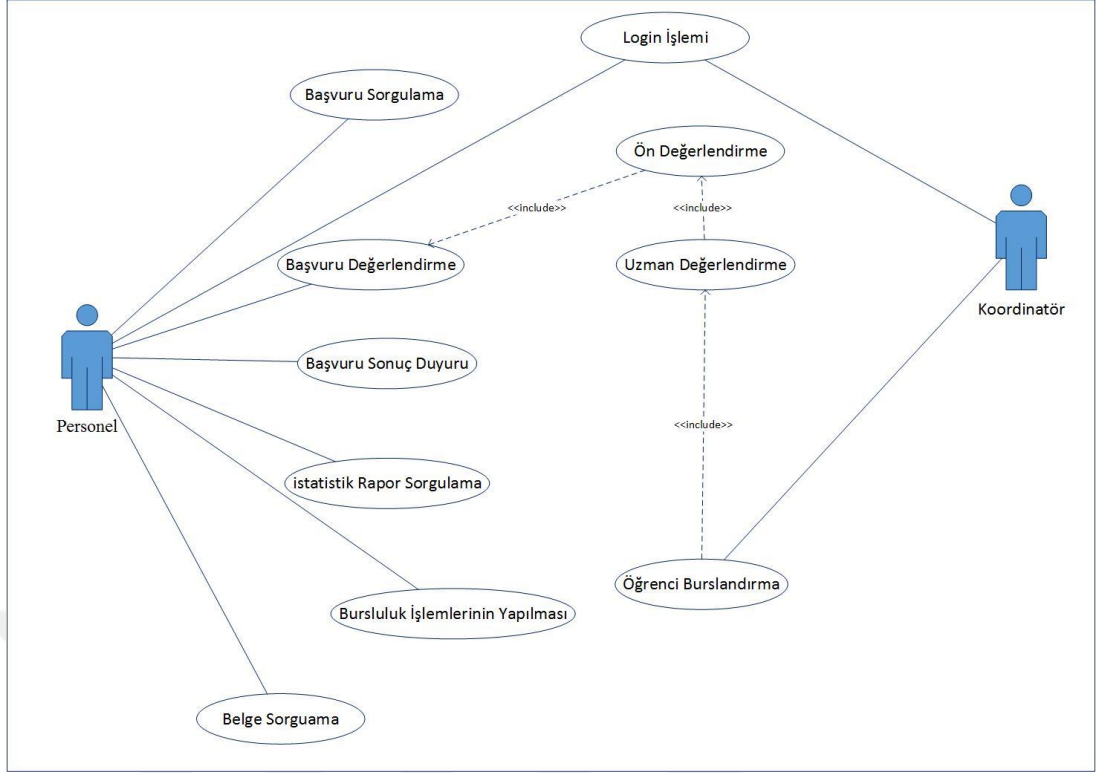 Login İşlemi
Başvuru Sorgulama
Ön Değerlendirme
<<include>>
<<include>>
Başvuru Değerlendirme
Uzman Değerlendirme
Koordinatör
Başvuru Sonuç Duyuru
Personel
<<include>>
istatistik Rapor Sorgulama
Öğrenci Burslandırma
Bursluluk İşlemlerinin Yapılması
Belge Sorguama